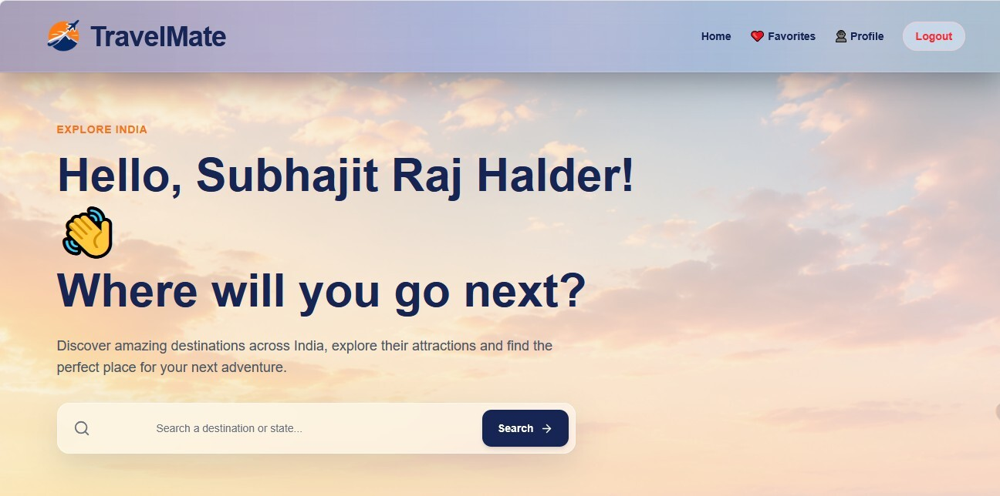 TravelMate
Home
Favorites
Profile
Logout
EXPLORE INDIA
Hello, Subhajit Raj Halder!
Where will you go next?
Discover amazing destinations across India, explore their attractions and find the
perfect place for your next adventure.
Search a destination or state...
Search